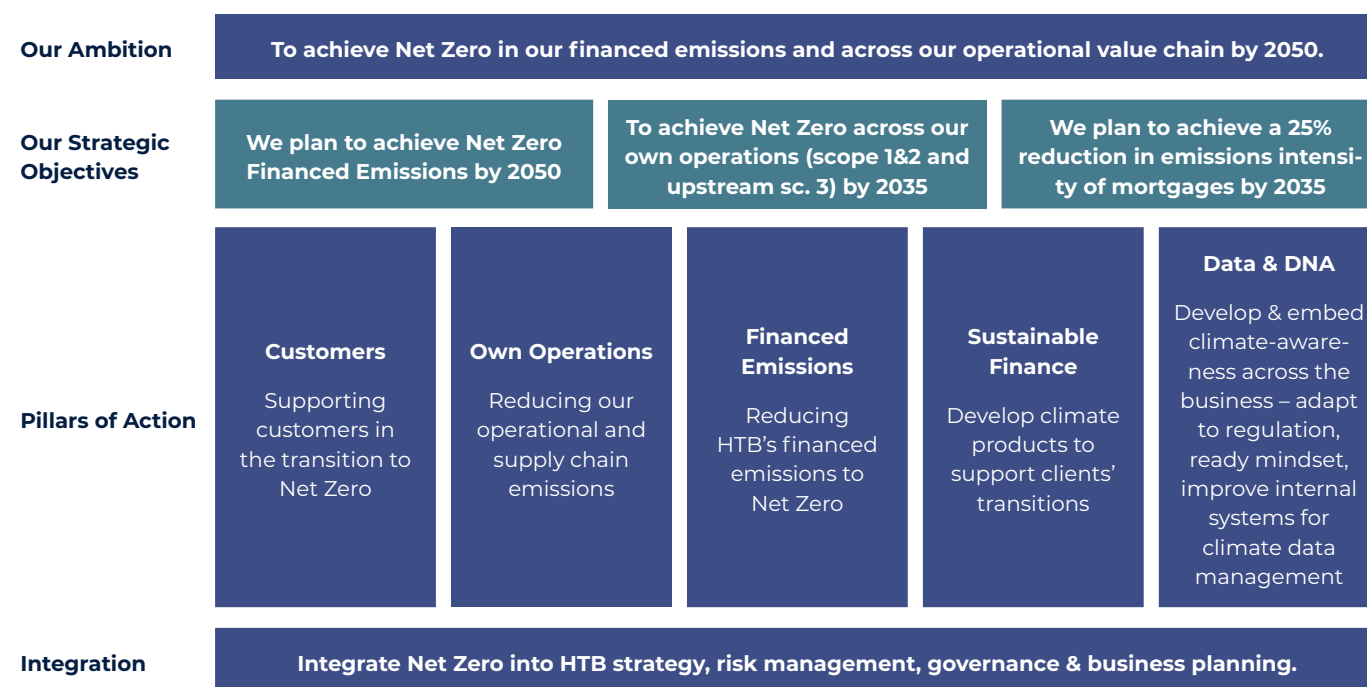 Our Ambition
To achieve Net Zero in our financed emissions and across our operational value chain by 2050.
Our Strategic
Objectives
We plan to achieve Net Zero
Financed Emissions by 2050
To achieve Net Zero across our
own operations (scope 1&2 and
upstream sc. 3) by 2035
We plan to achieve a 25%
reduction in emissions intensi-
ty of mortgages by 2035
Pillars of Action
Customers
Supporting
customers in
the transition to
Net Zero
Own Operations
Reducing our
operational and
supply chain
emissions
Financed
Emissions
Reducing
HTB’s financed
emissions to
Net Zero
Sustainable
Finance
Develop climate
products to
support clients’
transitions
Data & DNA
Develop & embed
climate-aware-
ness across the
business – adapt
to regulation,
ready mindset,
improve internal
systems for
climate data
management
Integration
Integrate Net Zero into HTB strategy, risk management, governance & business planning.